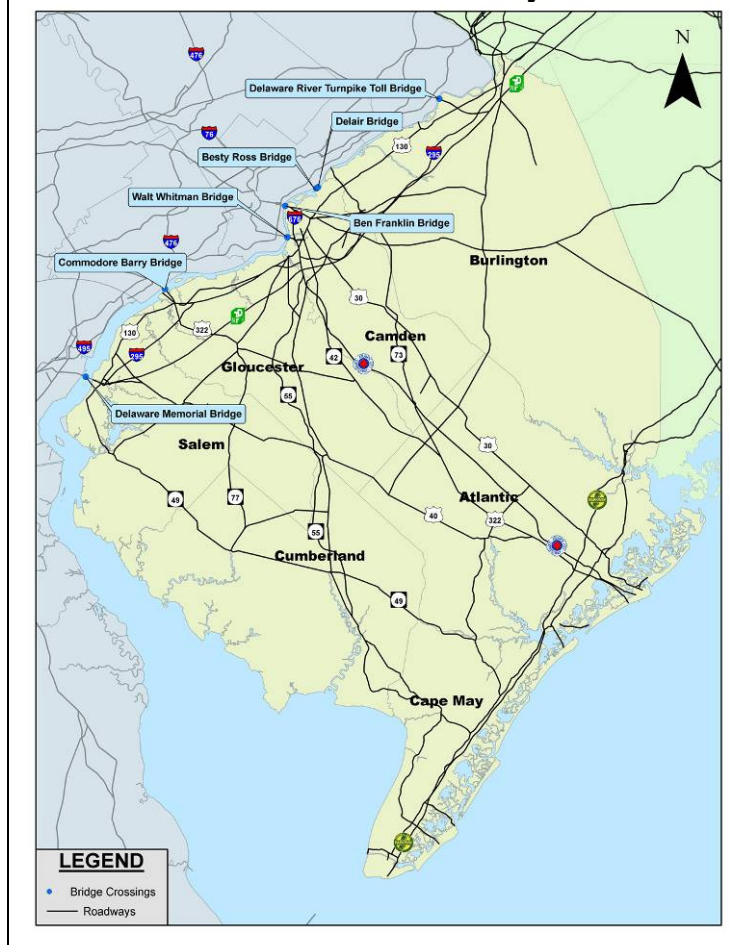 N
476
Delaware River Turnpike Toll Bridge
Delair Bridge
76
130
295
Besty Ross Bridge
Walt Whitman Bridge
676
Ben Franklin Bridge
476
Burlington
Commodore Barry Bridge
30
130
322
Camden
495
295
42
73
Gloucester
55
Delaware Memorial Bridge
Salem
30
49
77
Atlantic
40
322
55
Cumberland
49
Cape May
LEGEND
Bridge Crossings
Roadways